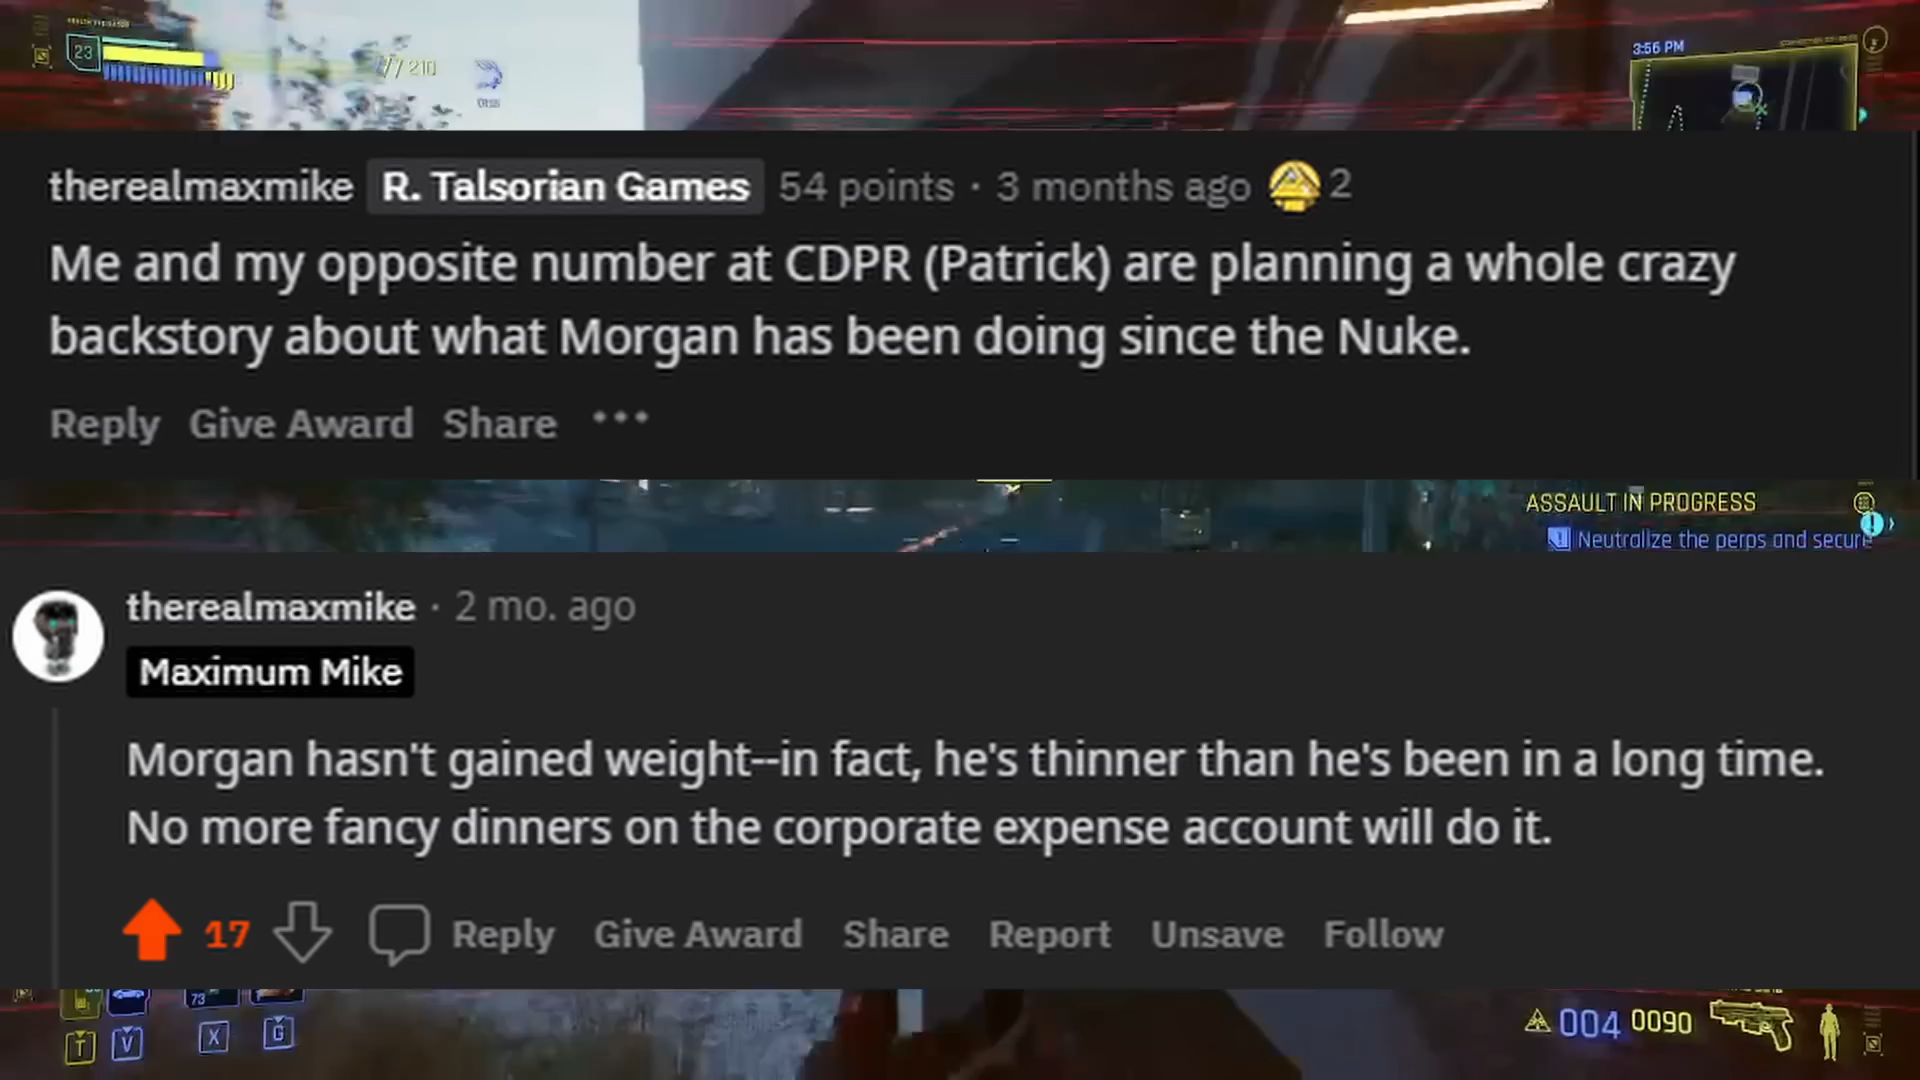 23
210
3:56 PM
therealmaxmike R. Talsorian Games 54 points · 3 months ago 2
Me and my opposite number at CDPR (Patrick) are planning a whole crazy
backstory about what Morgan has been doing since the Nuke.
Reply Give Award Share •••
ASSAULT IN PROGRESS
Neutralize the perps and secure
therealmaxmike · 2 mo. ago
Maximum Mike
Morgan hasn't gained weight--in fact, he's thinner than he's been in a long time.
No more fancy dinners on the corporate expense account will do it.
17 Reply Give Award Share Report Unsave Follow
73
T V X G
004 0090